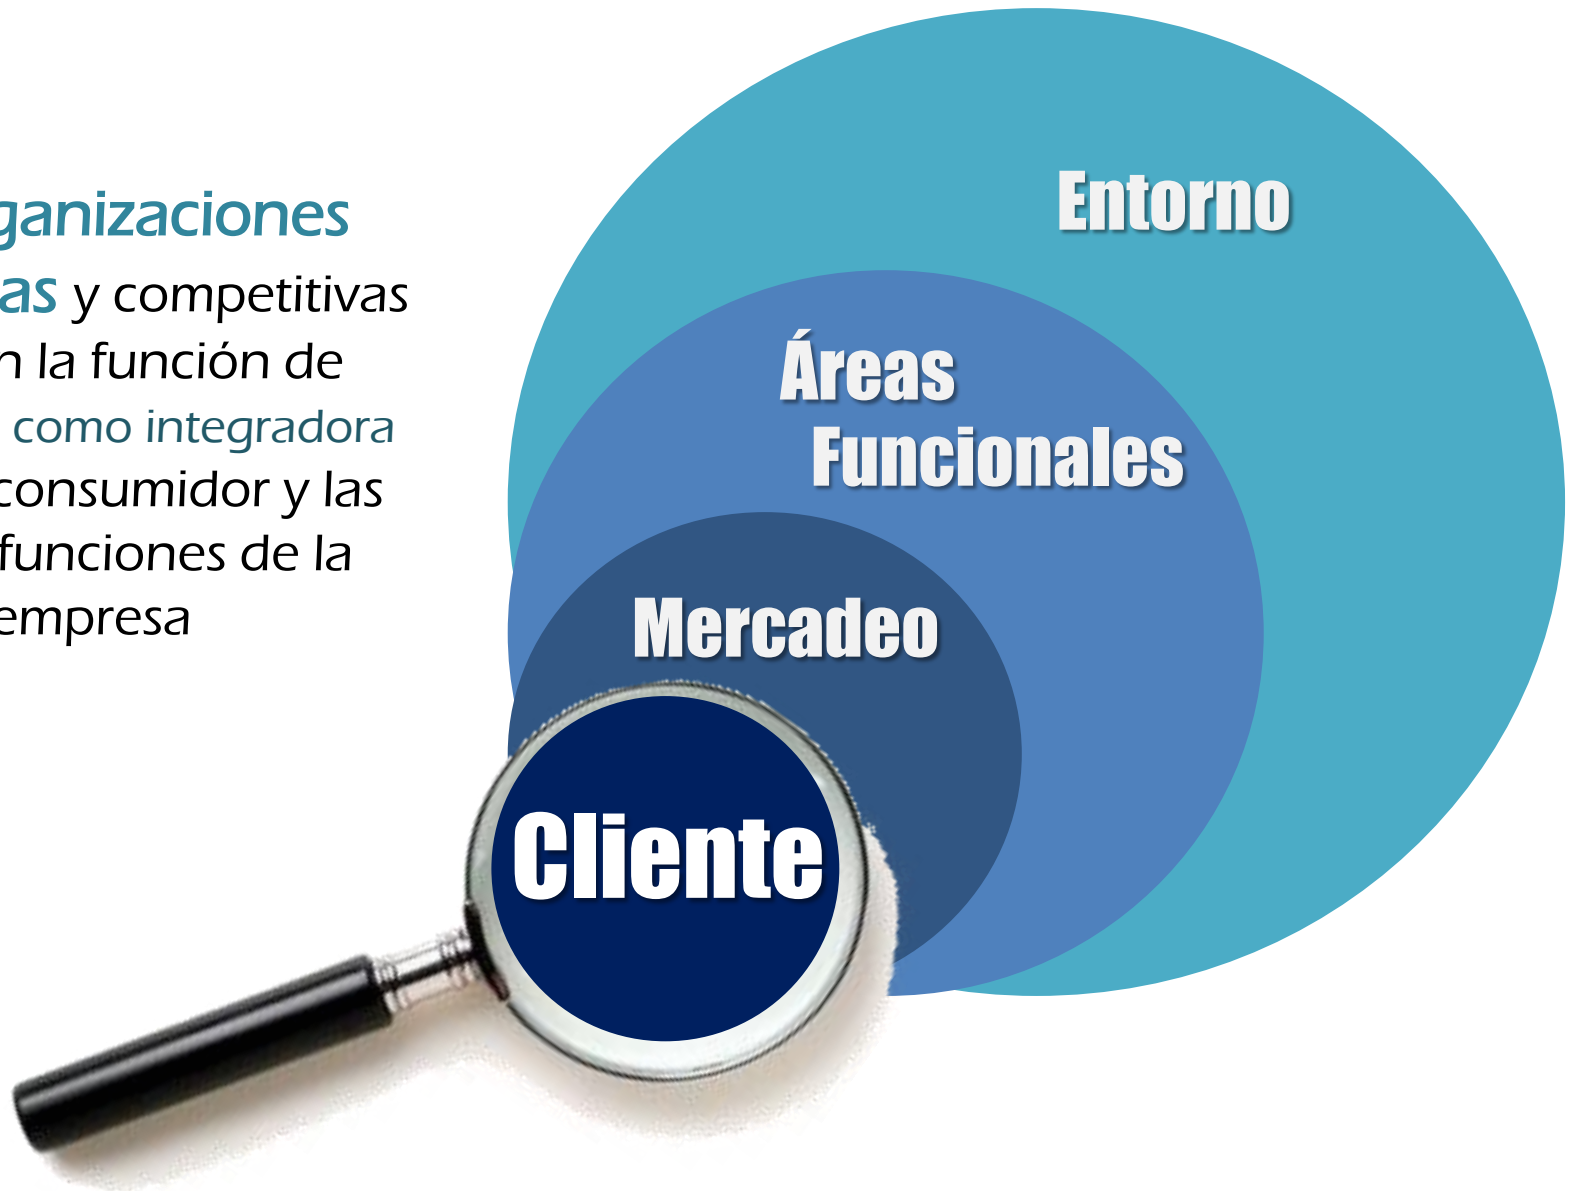 ganizaciones
as y competitivas
n la función de
como integradora
consumidor y las
funciones de la
empresa
Entorno
Áreas
Funcionales
Mercadeo
Cliente